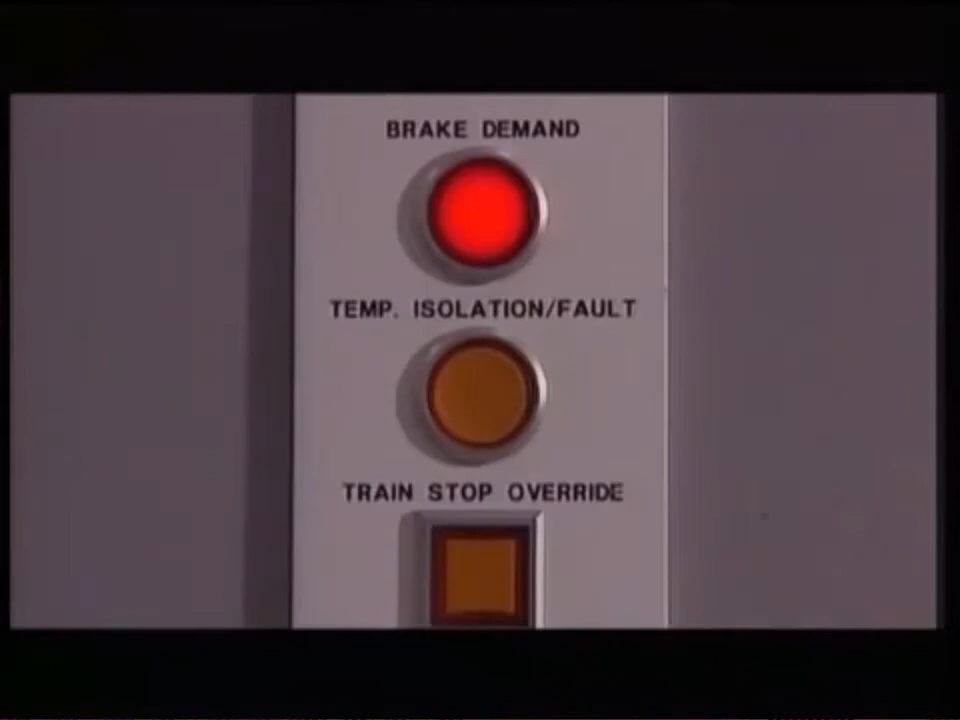 BRAKE DEMAND
TEMP. ISOLATION/FAULT
TRAIN STOP OVERRIDE